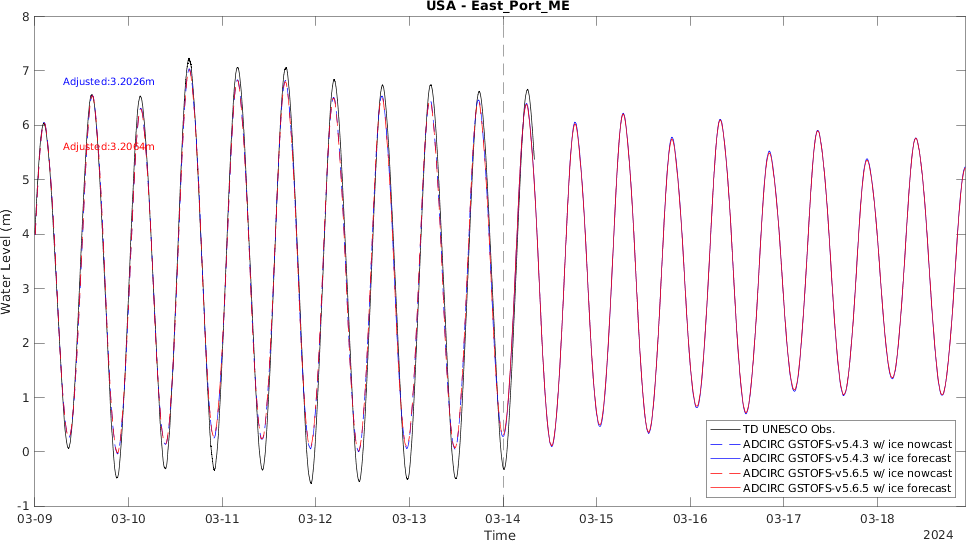 USA - East_Port_ME
8
7
Adjusted:3.2026m
6
Adjusted:3.2064m
5
4
3
2
1
0
-1
Water Level (m)
TD UNESCO Obs.
ADCIRC GSTOFS-v5.4.3 w/ ice nowcast
ADCIRC GSTOFS-v5.4.3 w/ ice forecast
ADCIRC GSTOFS-v5.6.5 w/ ice nowcast
ADCIRC GSTOFS-v5.6.5 w/ ice forecast
03-09 03-10 03-11 03-12 03-13 03-14 03-15 03-16 03-17 03-18
Time
2024